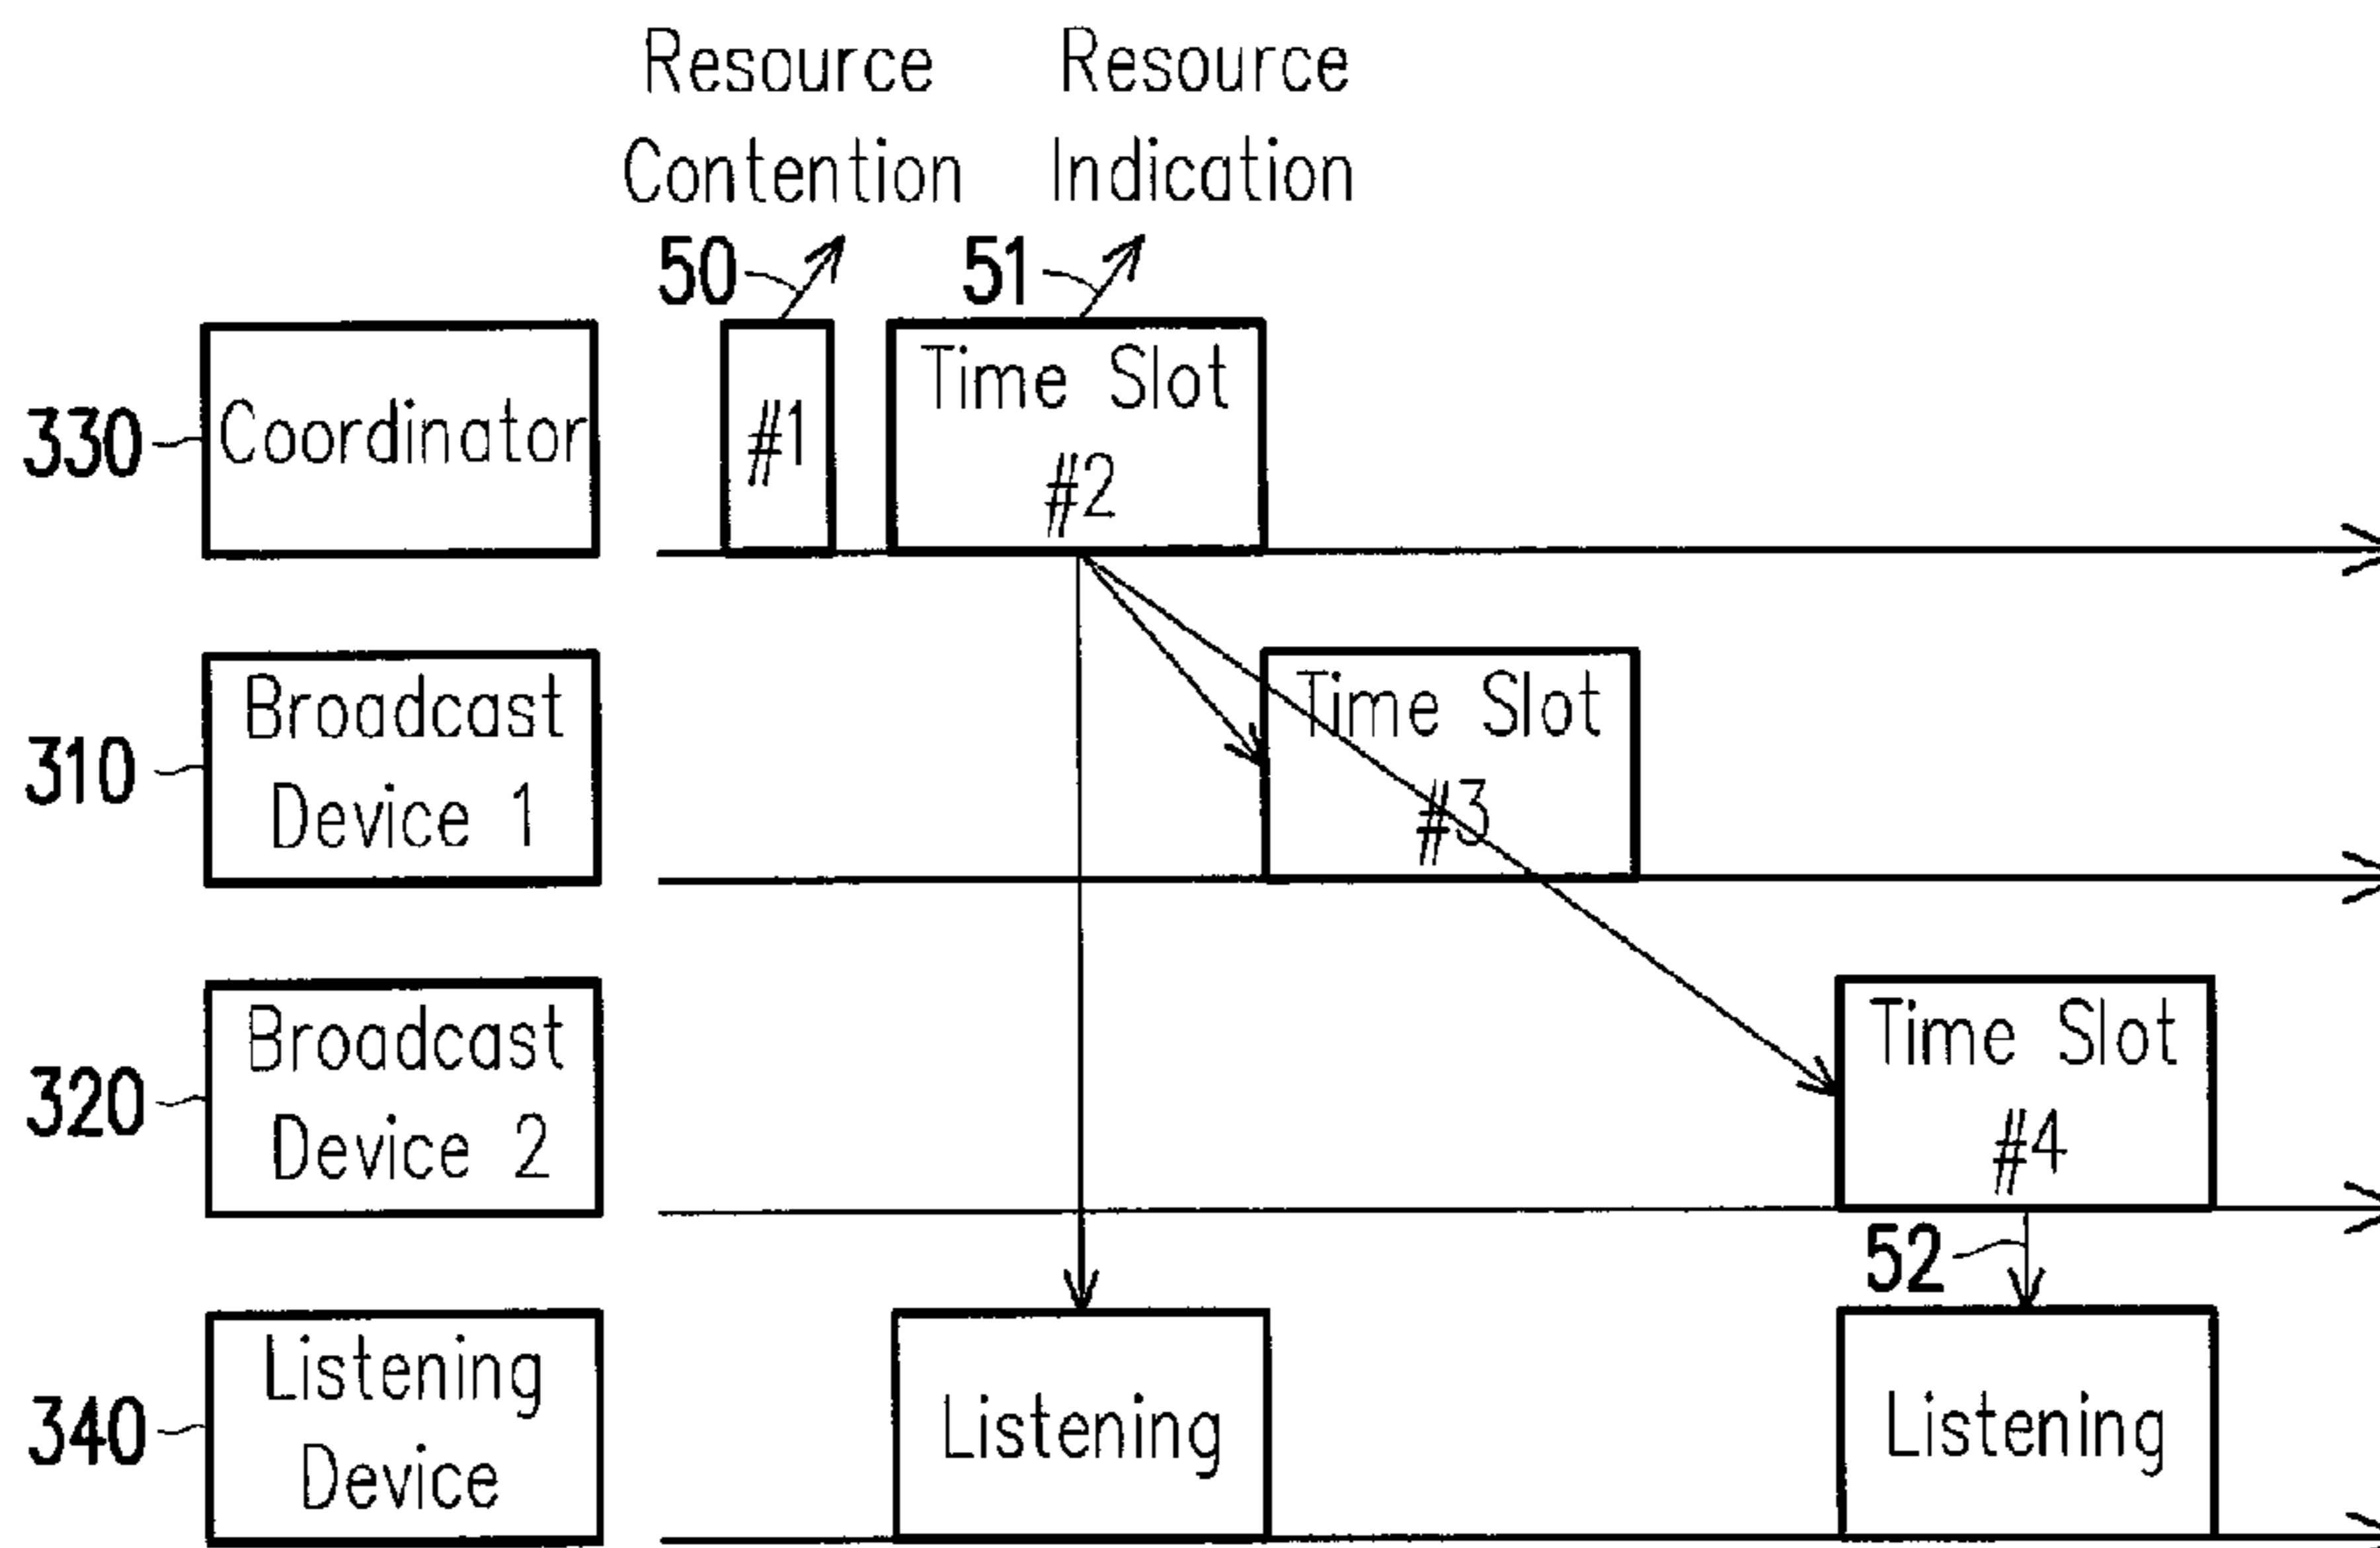 Resource
Contention
Resource
Indication
50
51
330
Coordinator
#1
Time Slot
#2
310
Broadcast
Device 1
Time Slot
#3
320
Broadcast
Device 2
Time Slot
#4
52
340
Listening
Device
Listening
Listening